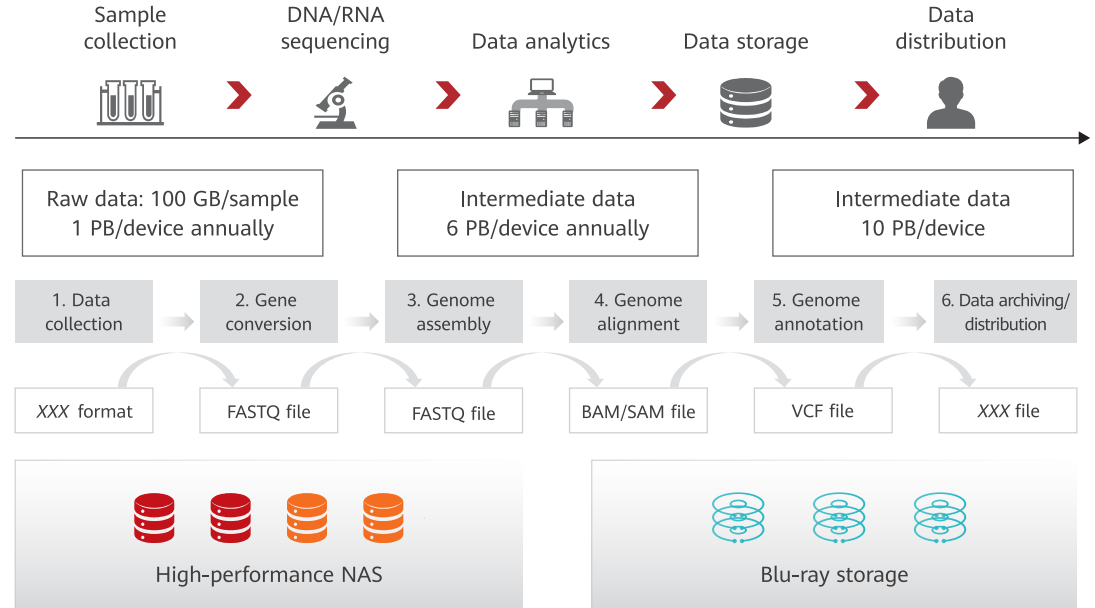 Sample
collection
DNA/RNA
sequencing
Data analytics
Data storage
Data
distribution
Raw data: 100 GB/sample
1 PB/device annually
Intermediate data
6 PB/device annually
Intermediate data
10 PB/device
1. Data
collection
2. Gene
conversion
3. Genome
assembly
4. Genome
alignment
5. Genome
annotation
6. Data archiving/
distribution
XXX format
FASTQ file
FASTQ file
BAM/SAM file
VCF file
XXX file
High-performance NAS
Blu-ray storage